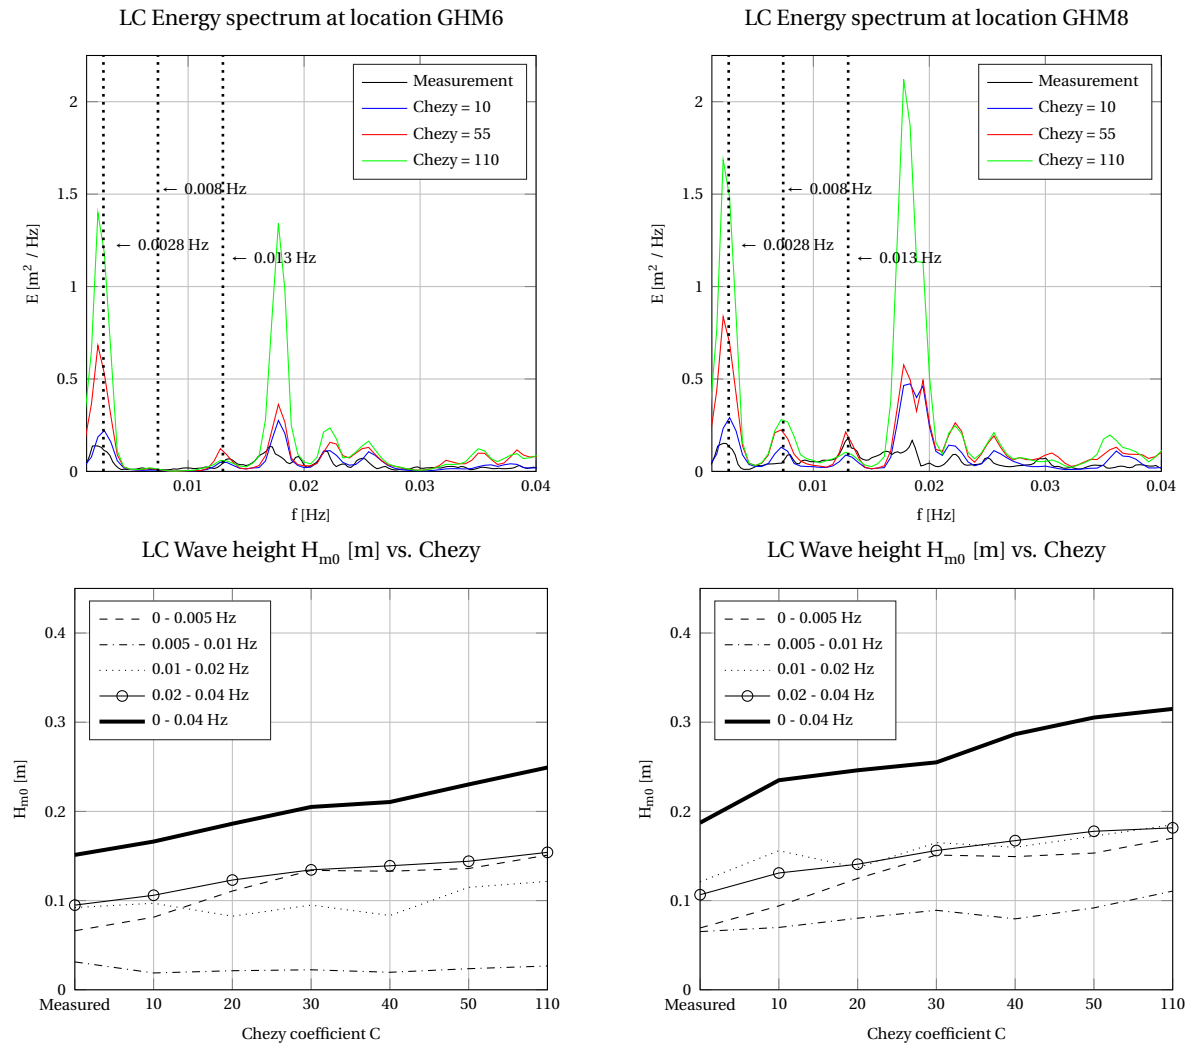 LC Energy spectrum at location GHM6
Measurement
Chezy = 10
Chezy = 55
Chezy = 110
← 0.008 Hz
← 0.0028 Hz
← 0.013 Hz
E [m² / Hz]
2
1.5
1
0.5
0
0.01
0.02
0.03
0.04
f [Hz]
LC Energy spectrum at location GHM8
Measurement
Chezy = 10
Chezy = 55
Chezy = 110
← 0.008 Hz
← 0.0028 Hz
← 0.013 Hz
E [m² / Hz]
2
1.5
1
0.5
0
0.01
0.02
0.03
0.04
f [Hz]
LC Wave height Hm0 [m] vs. Chezy
0 - 0.005 Hz
0.005 - 0.01 Hz
0.01 - 0.02 Hz
0.02 - 0.04 Hz
0 - 0.04 Hz
Hm0 [m]
0.4
0.3
0.2
0.1
0
Measured
10
20
30
40
50
110
Chezy coefficient C
LC Wave height Hm0 [m] vs. Chezy
0 - 0.005 Hz
0.005 - 0.01 Hz
0.01 - 0.02 Hz
0.02 - 0.04 Hz
0 - 0.04 Hz
Hm0 [m]
0.4
0.3
0.2
0.1
0
Measured
10
20
30
40
50
110
Chezy coefficient C